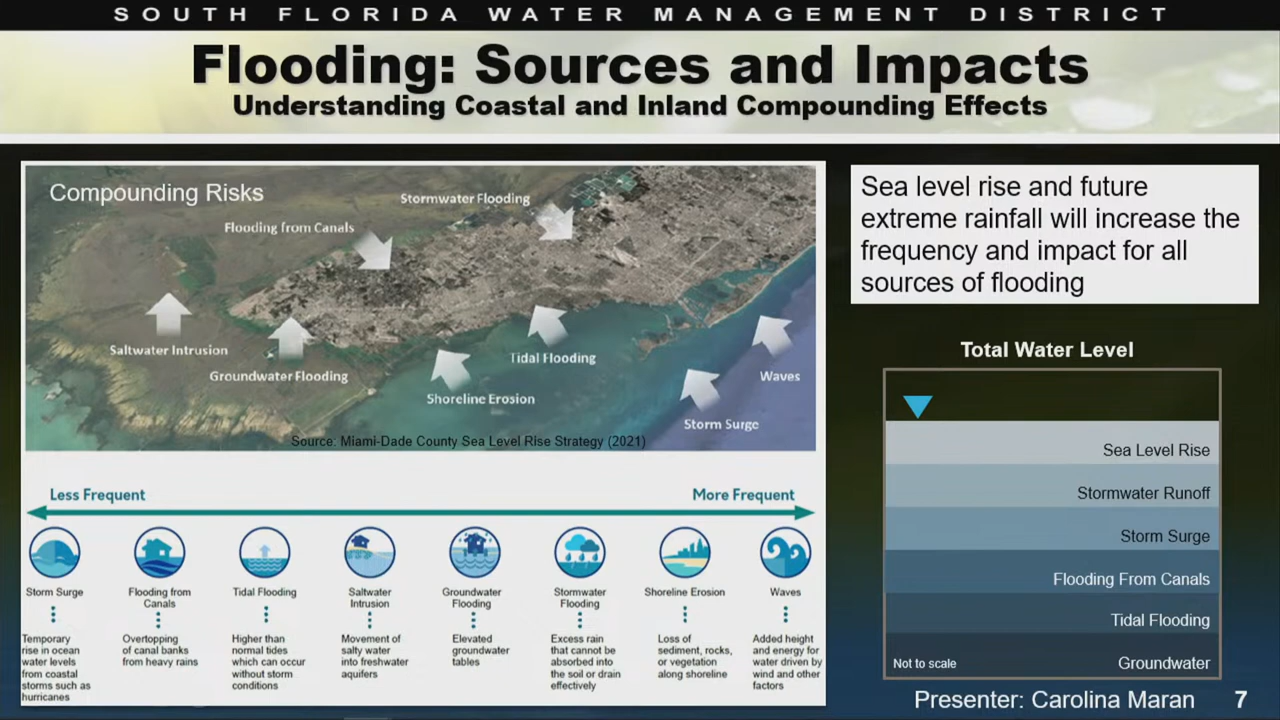 SOUTH FLORIDA WATER MANAGEMENT DISTRICT
Flooding: Sources and Impacts
Understanding Coastal and Inland Compounding Effects
Compounding Risks
Stormwater Flooding
Flooding from Canals
Saltwater Intrusion
Groundwater Flooding
Tidal Flooding
Shoreline Erosion
Waves
Storm Surge
Source: Miami-Dade County Sea Level Rise Strategy (2021)
Less Frequent
More Frequent
Storm Surge
Temporary
rise in ocean
water levels
from coastal
storms such as
hurricanes
Flooding from
Canals
Overtopping
of canal banks
from heavy rains
Tidal Flooding
Higher than
normal tides
which can occur
without storm
conditions
Saltwater
Intrusion
Movement of
salty water
into freshwater
aquifers
Groundwater
Flooding
Elevated
groundwater
tables
Stormwater
Flooding
Excess rain
that cannot be
absorbed into
the soil or drain
effectively
Shoreline Erosion
Loss of
sediment, rocks,
or vegetation
along shoreline
Waves
Added height
and energy for
water driven by
wind and other
factors
Sea level rise and future
extreme rainfall will increase the
frequency and impact for all
sources of flooding
Total Water Level
Sea Level Rise
Stormwater Runoff
Storm Surge
Flooding From Canals
Tidal Flooding
Not to scale
Groundwater
Presenter: Carolina Maran 7